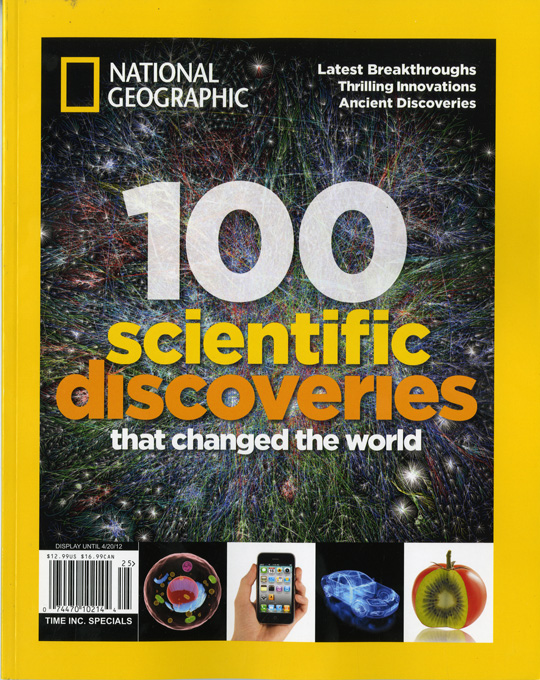 NATIONAL
GEOGRAPHIC
Latest Breakthroughs
Thrilling Innovations
Ancient Discoveries
100
scientific
discoveries
that changed the world
DISPLAY UNTIL 4/20/12
$12.99US $16.99CAN
25>
0 74470 10214 4
TIME INC. SPECIALS